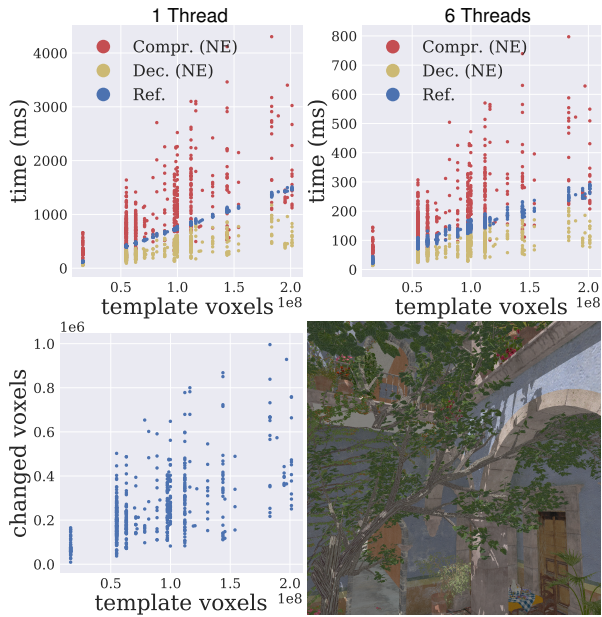 1 Thread
4000
3000
2000
1000
0
time (ms)
Compr. (NE)
Dec. (NE)
Ref.
0.5
1.0
1.5
2.0
1e8
template voxels
6 Threads
800
700
600
500
400
300
200
100
0
time (ms)
Compr. (NE)
Dec. (NE)
Ref.
0.5
1.0
1.5
2.0
1e8
template voxels
1e6
1.0
0.8
0.6
0.4
0.2
0.0
changed voxels
0.5
1.0
1.5
2.0
1e8
template voxels